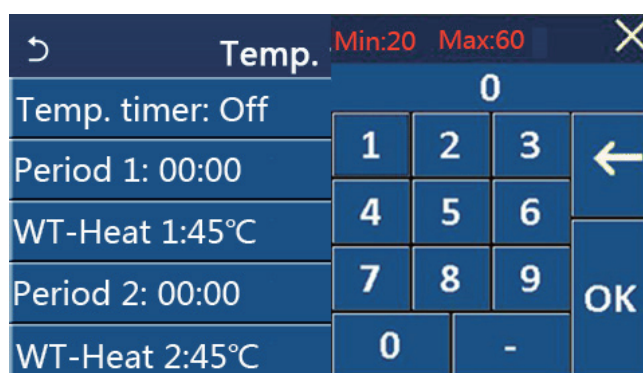 Temp.
Temp. timer: Off
Period 1: 00:00
WT-Heat 1:45℃
Period 2: 00:00
WT-Heat 2:45℃
Min:20 Max:60
0
1 2 3
4 5 6
7 8 9
OK
0 -